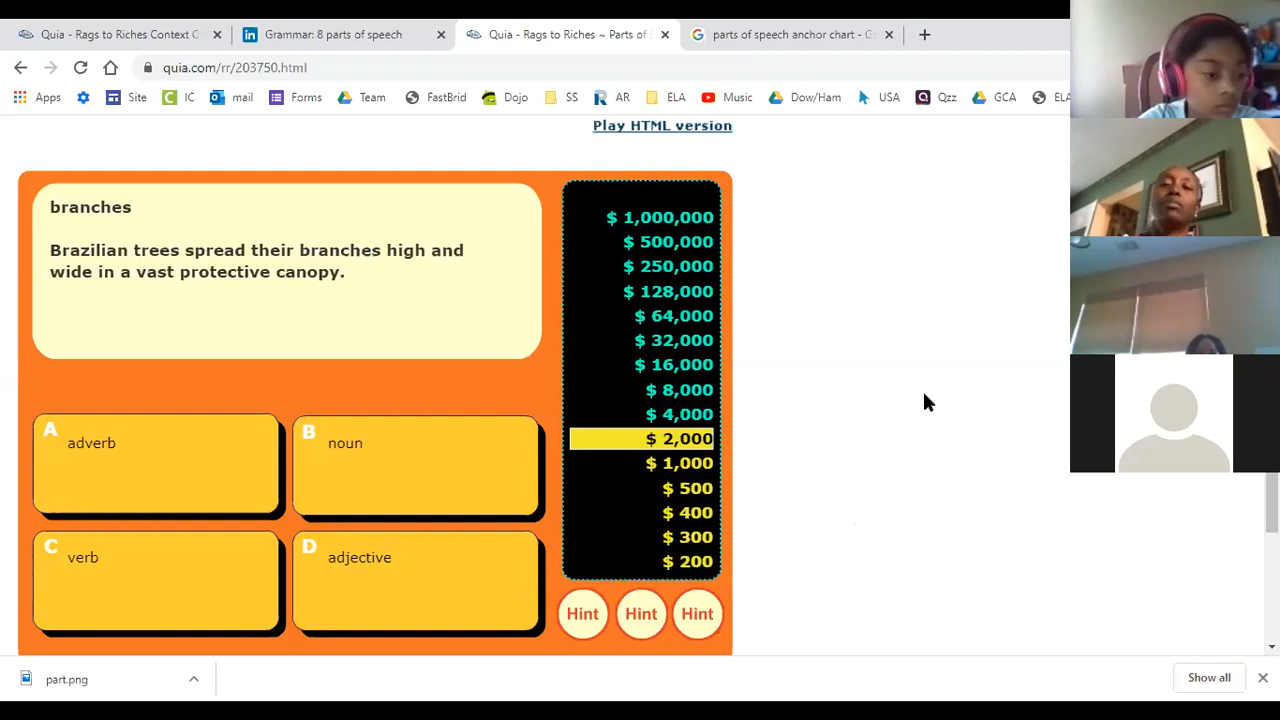 Quia - Rags to Riches Context C
Grammar: 8 parts of speech
Quia - Rags to Riches ~ Parts of S
parts of speech anchor chart - G
quia.com/rr/203750.html
Apps Site IC mail Forms Team FastBrid Dojo SS AR ELA Music Dow/Ham USA Qzz GCA ELA
Play HTML version
branches
Brazilian trees spread their branches high and
wide in a vast protective canopy.
A adverb
B noun
C verb
D adjective
$ 1,000,000
$ 500,000
$ 250,000
$ 128,000
$ 64,000
$ 32,000
$ 16,000
$ 8,000
$ 4,000
$ 2,000
$ 1,000
$ 500
$ 400
$ 300
$ 200
Hint Hint Hint
part.png
Show all